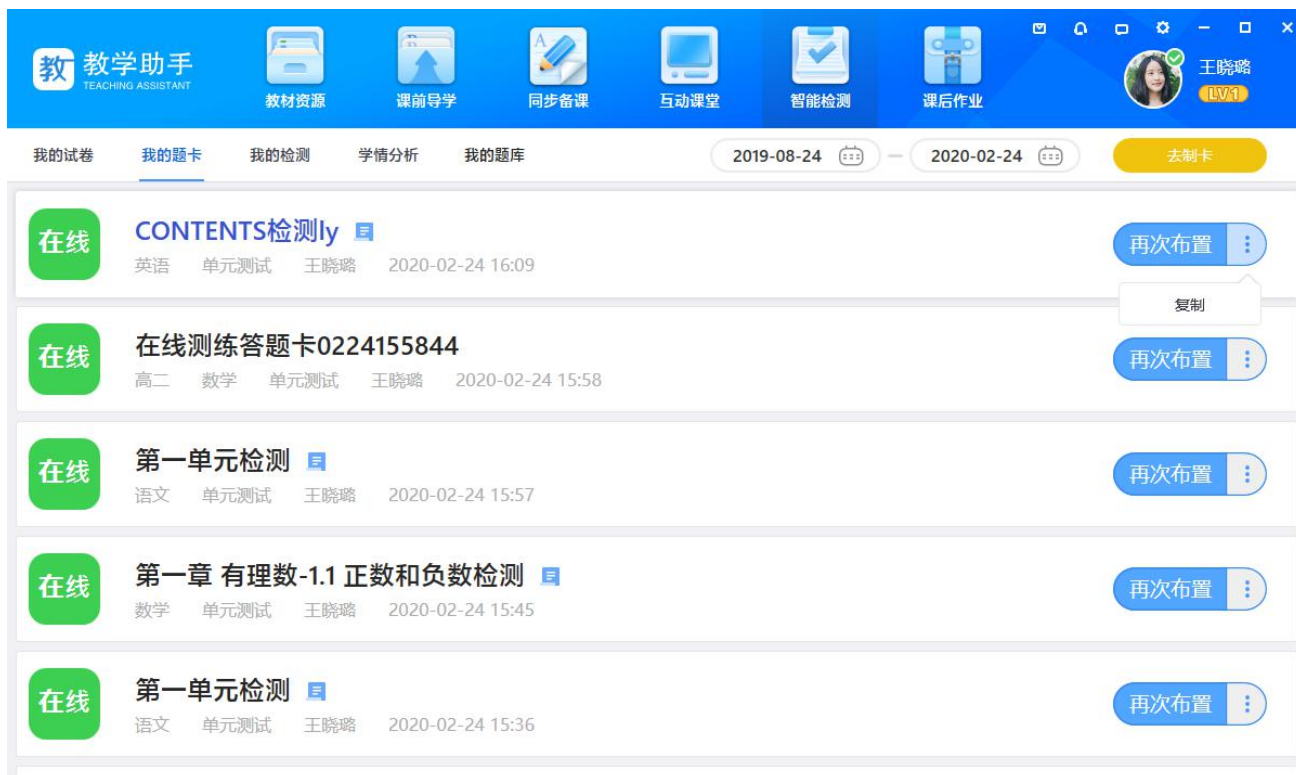 教 教学助手
TEACHING ASSISTANT
教材资源 课前导学 同步备课 互动课堂 智能检测 课后作业
王晓璐
LV1
我的试卷 我的题卡 我的检测 学情分析 我的题库 2019-08-24 — 2020-02-24 去制卡
在线 CONTENTS检测ly 再次布置
英语 单元测试 王晓璐 2020-02-24 16:09
复制
在线 在线测练答题卡0224155844 再次布置
高二 数学 单元测试 王晓璐 2020-02-24 15:58
在线 第一单元检测 再次布置
语文 单元测试 王晓璐 2020-02-24 15:57
在线 第一章 有理数-1.1 正数和负数检测 再次布置
数学 单元测试 王晓璐 2020-02-24 15:45
在线 第一单元检测 再次布置
语文 单元测试 王晓璐 2020-02-24 15:36